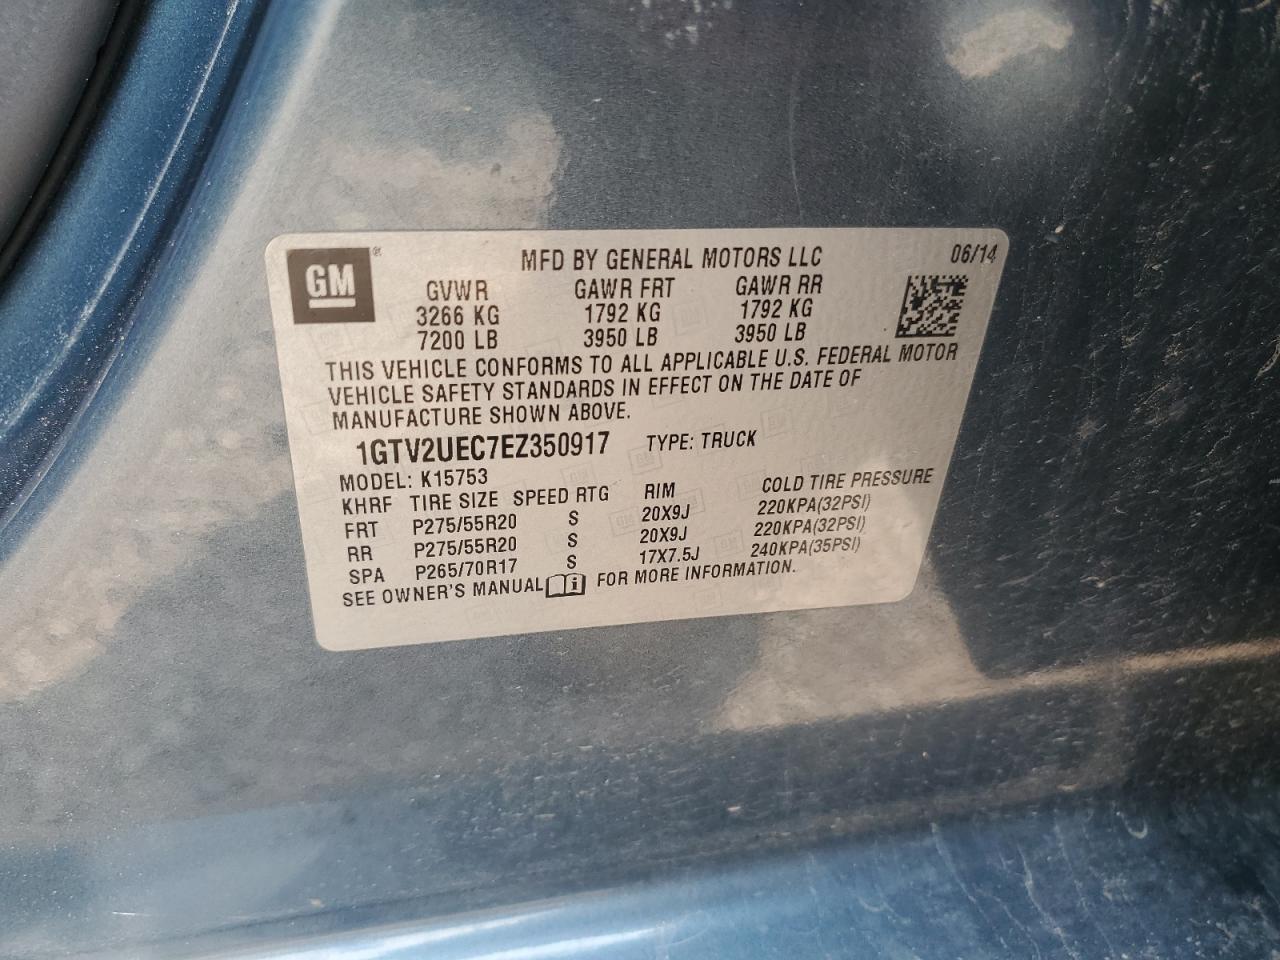 GM ®
MFD BY GENERAL MOTORS LLC 06/14
GVWR GAWR FRT GAWR RR
3266 KG 1792 KG 1792 KG
7200 LB 3950 LB 3950 LB
THIS VEHICLE CONFORMS TO ALL APPLICABLE U.S. FEDERAL MOTOR
VEHICLE SAFETY STANDARDS IN EFFECT ON THE DATE OF
MANUFACTURE SHOWN ABOVE.
1GTV2UEC7EZ350917 TYPE: TRUCK
MODEL: K15753
KHRF TIRE SIZE SPEED RTG RIM COLD TIRE PRESSURE
FRT P275/55R20 S 20X9J 220KPA(32PSI)
RR P275/55R20 S 20X9J 220KPA(32PSI)
SPA P265/70R17 S 17X7.5J 240KPA(35PSI)
SEE OWNER'S MANUAL i FOR MORE INFORMATION.